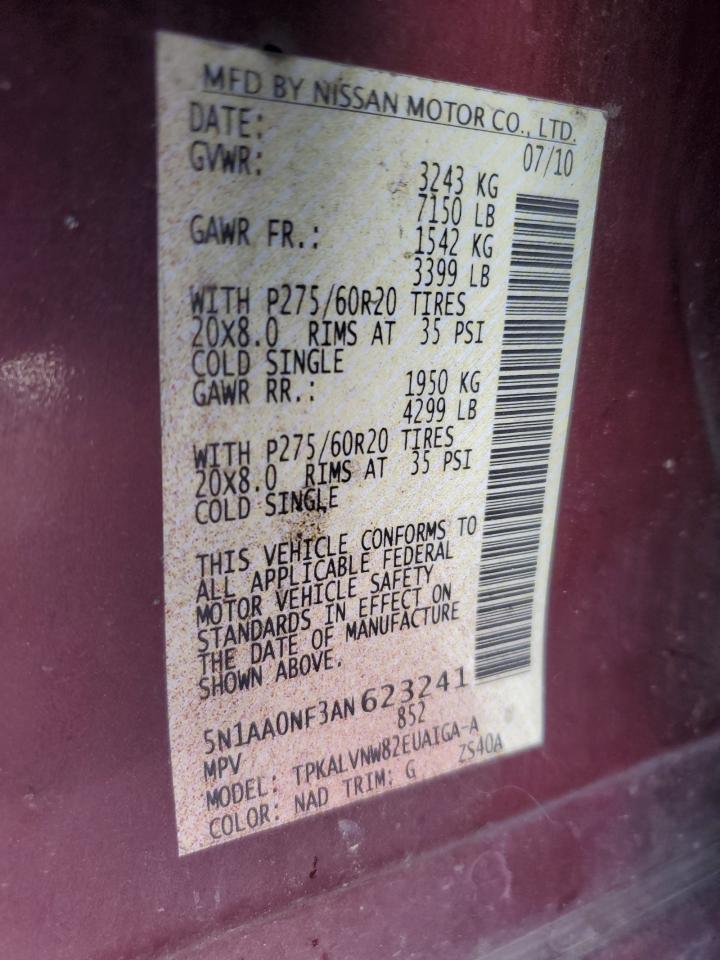 MFD BY NISSAN MOTOR CO., LTD.
DATE: 07/10
GVWR: 3243 KG
7150 LB
GAWR FR.: 1542 KG
3399 LB
WITH P275/60R20 TIRES
20X8.0 RIMS AT 35 PSI
COLD SINGLE
GAWR RR.: 1950 KG
4299 LB
WITH P275/60R20 TIRES
20X8.0 RIMS AT 35 PSI
COLD SINGLE
THIS VEHICLE CONFORMS TO
ALL APPLICABLE FEDERAL
MOTOR VEHICLE SAFETY
STANDARDS IN EFFECT ON
THE DATE OF MANUFACTURE
SHOWN ABOVE.
5N1AA0NF3AN623241
MPV 852
MODEL: TPKALVNW82EUAIGA-A
COLOR: NAD TRIM: G ZS40A